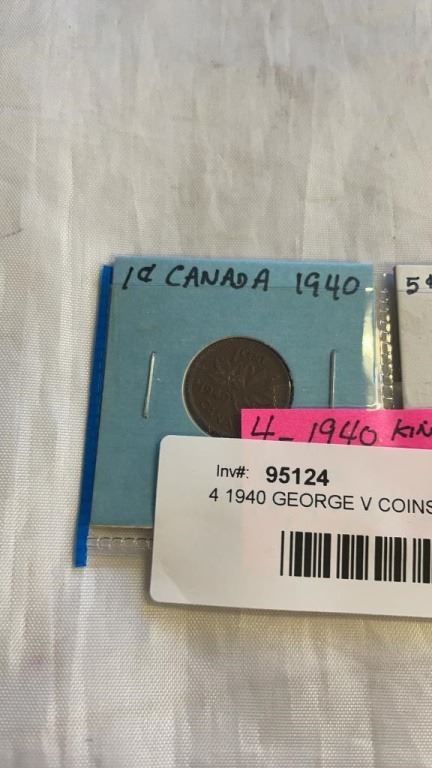 1¢ CANADA 1940
5¢
4 - 1940 KIN
Inv#: 95124
4 1940 GEORGE V COINS